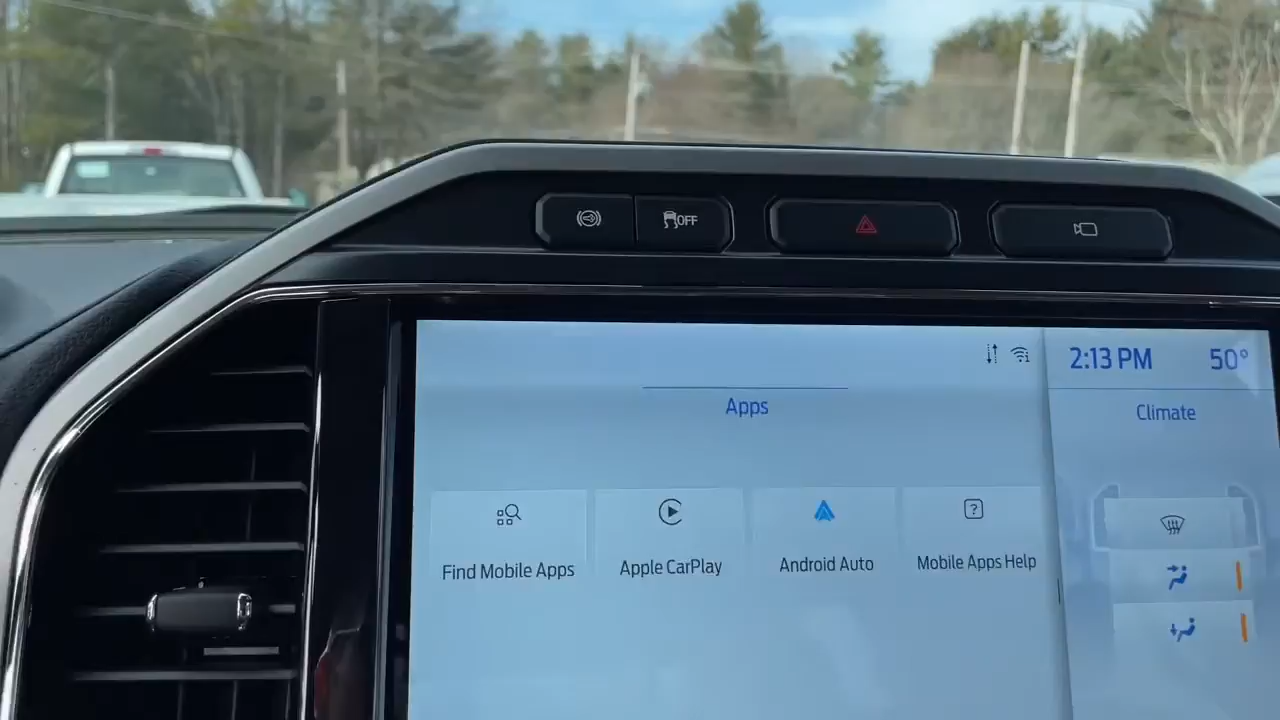 OFF
2:13 PM 50°
Apps
Climate
Find Mobile Apps
Apple CarPlay
Android Auto
Mobile Apps Help